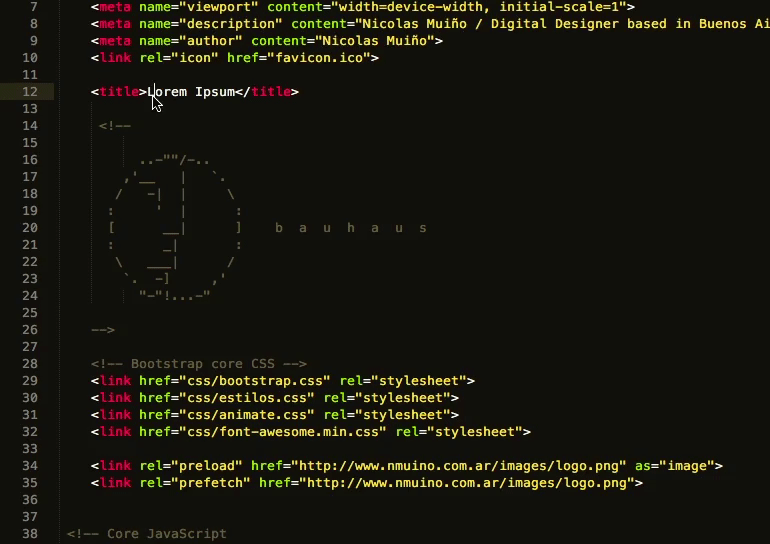 7 <meta name="viewport" content="width=device-width, initial-scale=1">
8 <meta name="description" content="Nicolas Muiño / Digital Designer based in Buenos Ai
9 <meta name="author" content="Nicolas Muiño">
10 <link rel="icon" href="favicon.ico">
11
12 <title>Lorem Ipsum</title>
13
14 <!--
15
16 ..-""/-..
17 ,'__   |   `.
18 /   -|  |     \
19 :     '  |      :
20 [      __|      ]    b a u h a u s
21 :      _|       :
22 \   ___|      /
23 `.  -]     ,'
24 "-"!...-"
25
26 -->
27
28 <!-- Bootstrap core CSS -->
29 <link href="css/bootstrap.css" rel="stylesheet">
30 <link href="css/estilos.css" rel="stylesheet">
31 <link href="css/animate.css" rel="stylesheet">
32 <link href="css/font-awesome.min.css" rel="stylesheet">
33
34 <link rel="preload" href="http://www.nmuino.com.ar/images/logo.png" as="image">
35 <link rel="prefetch" href="http://www.nmuino.com.ar/images/logo.png">
36
37
38 <!-- Core JavaScript